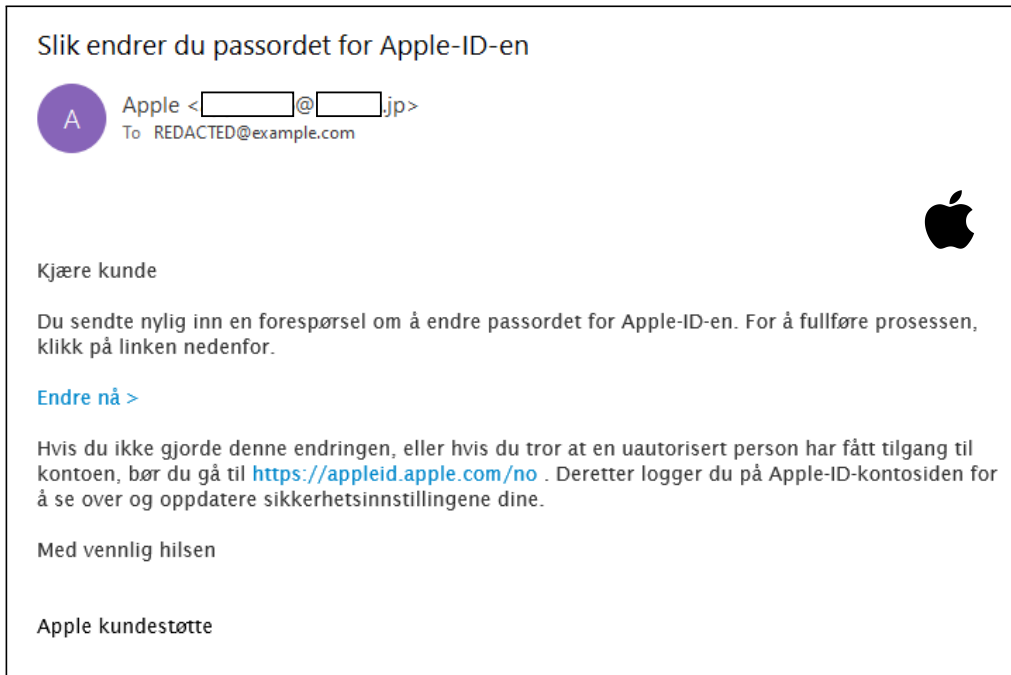 Slik endrer du passordet for Apple-ID-en
A
Apple < @ .jp>
To REDACTED@example.com
Kjære kunde
Du sendte nylig inn en forespørsel om å endre passordet for Apple-ID-en. For å fullføre prosessen,
klikk på linken nedenfor.
Endre nå >
Hvis du ikke gjorde denne endringen, eller hvis du tror at en uautorisert person har fått tilgang til
kontoen, bør du gå til https://appleid.apple.com/no . Deretter logger du på Apple-ID-kontosiden for
å se over og oppdatere sikkerhetsinnstillingene dine.
Med vennlig hilsen
Apple kundestøtte